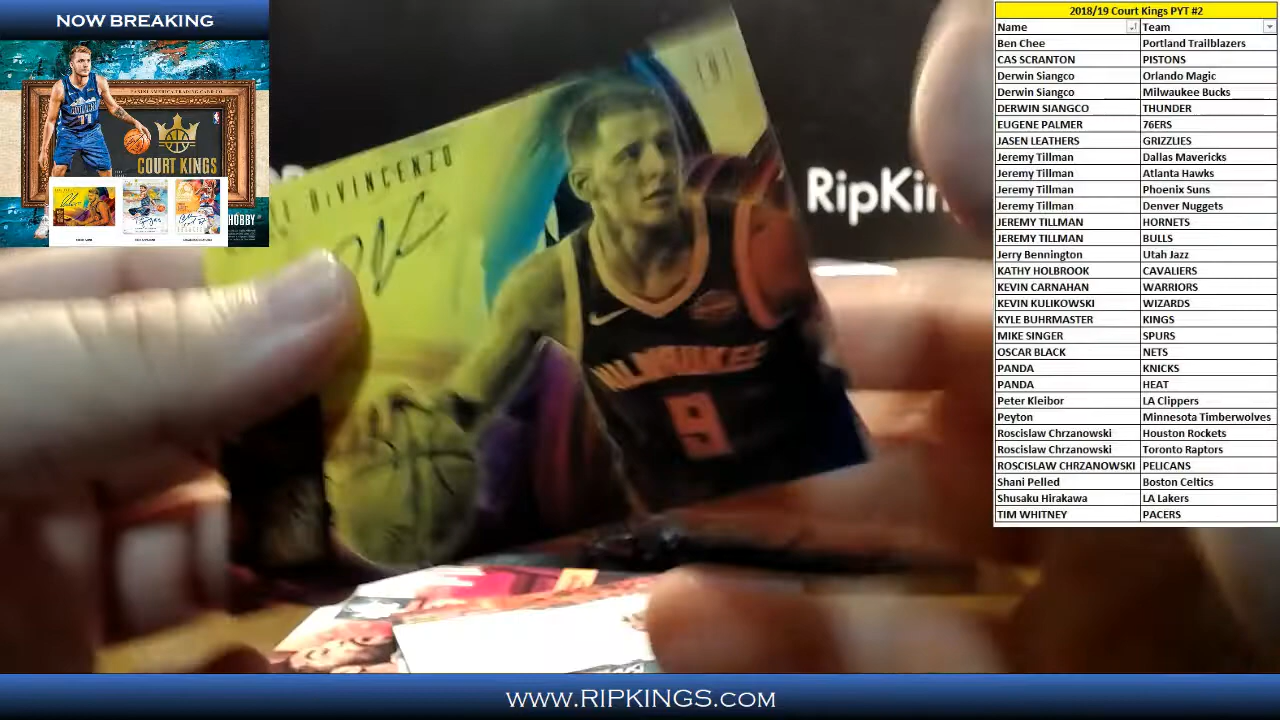 NOW BREAKING
PANINI AMERICA TRADING CARD CO.
COURT KINGS
HOBBY
DiVINCENZO
MILWAUKEE
9
RipKin
2018/19 Court Kings PYT #2
Name Team
Ben Chee Portland Trailblazers
CAS SCRANTON PISTONS
Derwin Siangco Orlando Magic
Derwin Siangco Milwaukee Bucks
DERWIN SIANGCO THUNDER
EUGENE PALMER 76ERS
JASEN LEATHERS GRIZZLIES
Jeremy Tillman Dallas Mavericks
Jeremy Tillman Atlanta Hawks
Jeremy Tillman Phoenix Suns
Jeremy Tillman Denver Nuggets
JEREMY TILLMAN HORNETS
JEREMY TILLMAN BULLS
Jerry Bennington Utah Jazz
KATHY HOLBROOK CAVALIERS
KEVIN CARNAHAN WARRIORS
KEVIN KULIKOWSKI WIZARDS
KYLE BUHRMASTER KINGS
MIKE SINGER SPURS
OSCAR BLACK NETS
PANDA KNICKS
PANDA HEAT
Peter Kleibor LA Clippers
Peyton Minnesota Timberwolves
Roscislaw Chrzanowski Houston Rockets
Roscislaw Chrzanowski Toronto Raptors
ROSCISLAW CHRZANOWSKI PELICANS
Shani Pelled Boston Celtics
Shusaku Hirakawa LA Lakers
TIM WHITNEY PACERS
WWW.RIPKINGS.COM